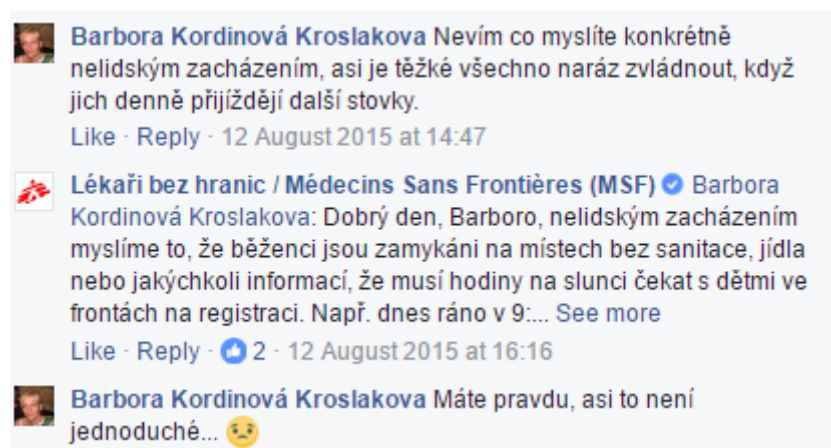 Barbora Kordinová Kroslakova Nevím co myslíte konkrétně
nelidským zacházením, asi je těžké všechno naráz zvládnout, když
jich denně přijíždějí další stovky.
Like · Reply · 12 August 2015 at 14:47
Lékaři bez hranic / Médecins Sans Frontières (MSF) Barbora
Kordinová Kroslakova: Dobrý den, Barboro, nelidským zacházením
myslíme to, že běženci jsou zamykáni na místech bez sanitace, jídla
nebo jakýchkoli informací, že musí hodiny na slunci čekat s dětmi ve
frontách na registraci. Např. dnes ráno v 9:... See more
Like · Reply · 2 · 12 August 2015 at 16:16
Barbora Kordinová Kroslakova Máte pravdu, asi to není
jednoduché... 😟